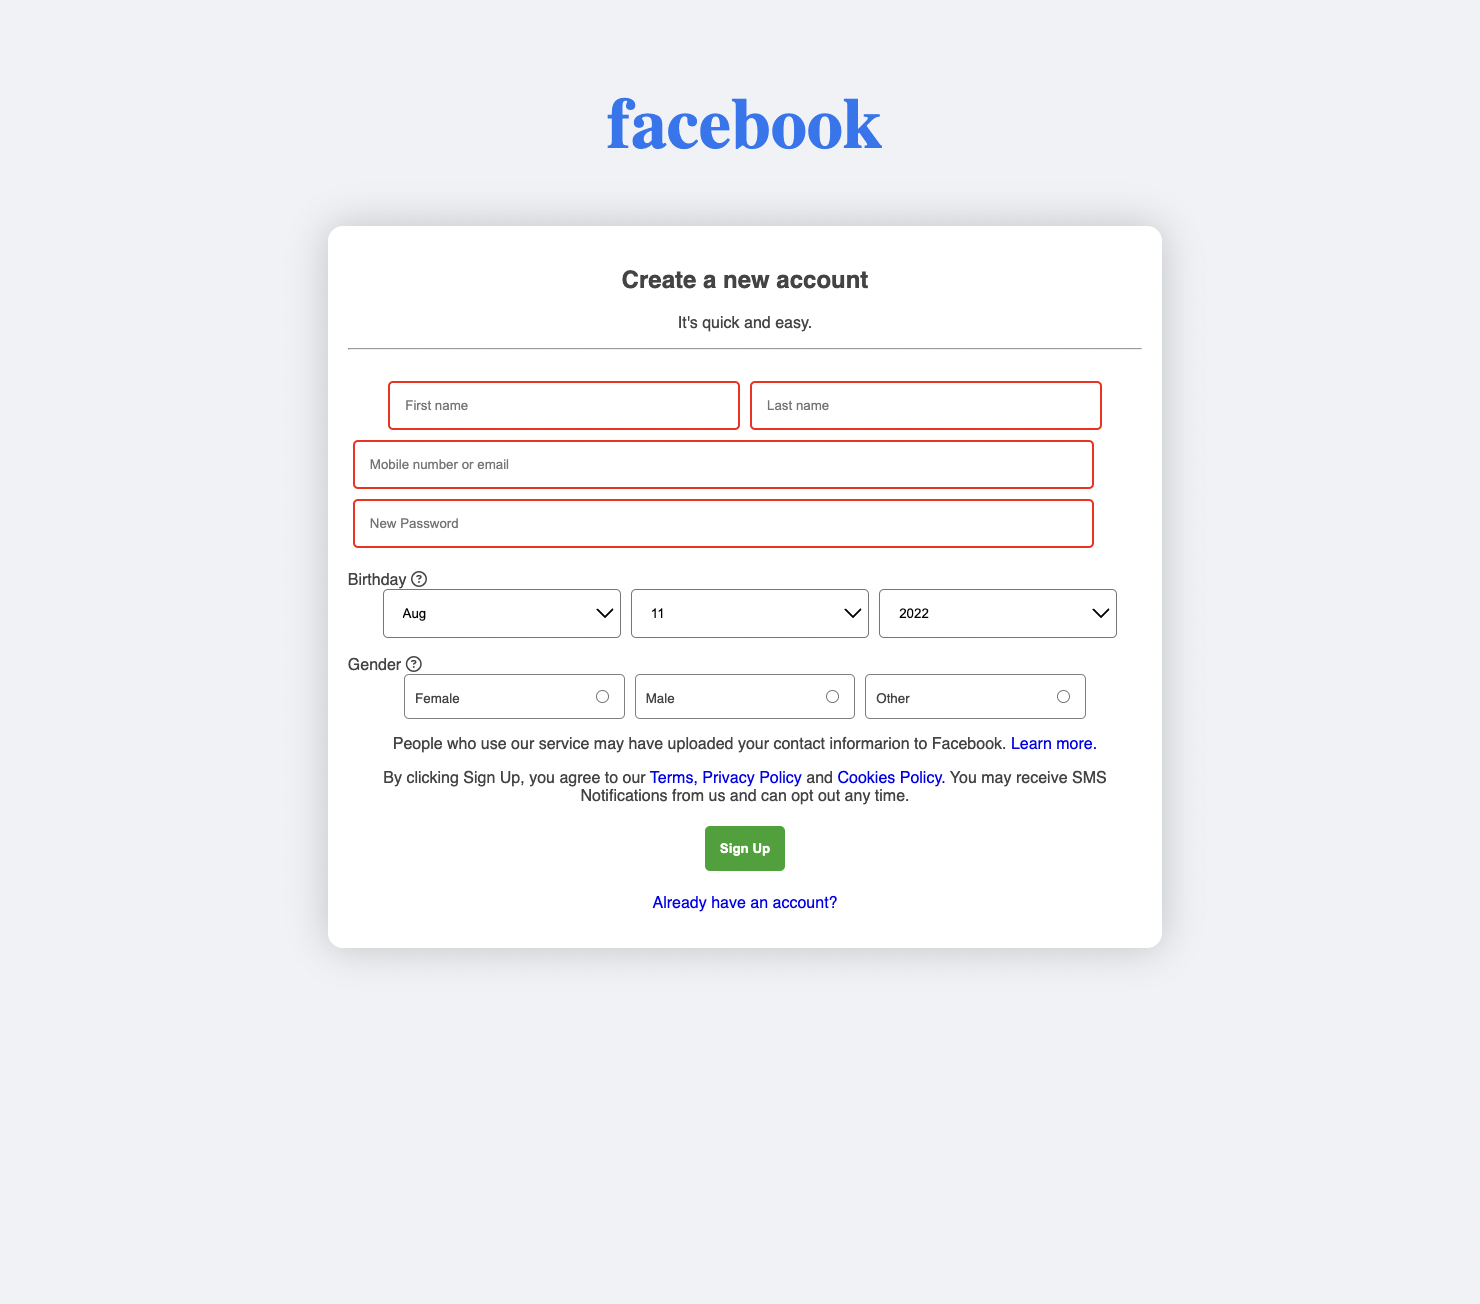 facebook
Create a new account
It's quick and easy.
First name Last name
Mobile number or email
New Password
Birthday
Aug 11 2022
Gender
Female Male Other
People who use our service may have uploaded your contact informarion to Facebook. Learn more.
By clicking Sign Up, you agree to our Terms, Privacy Policy and Cookies Policy. You may receive SMS
Notifications from us and can opt out any time.
Sign Up
Already have an account?